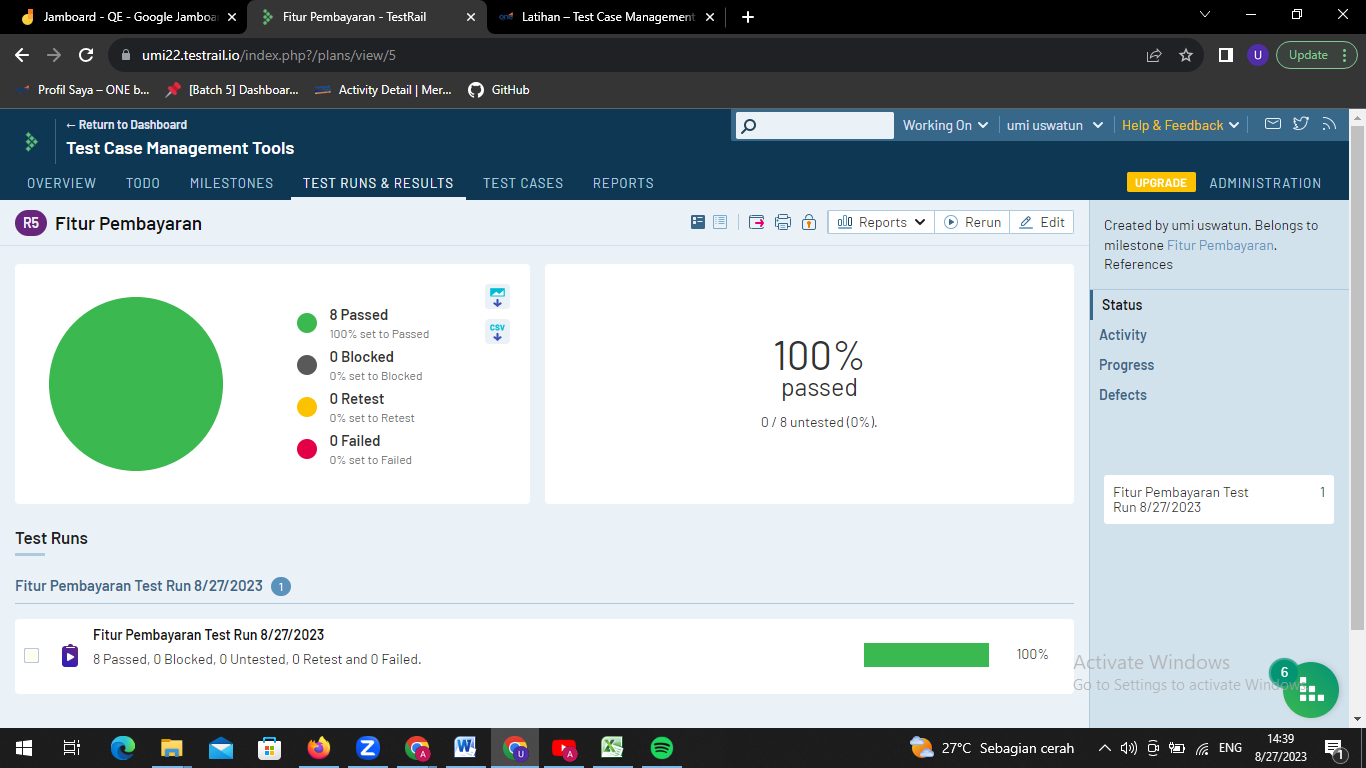 Jamboard - QE - Google Jamboar
Fitur Pembayaran - TestRail
Latihan – Test Case Management
umi22.testrail.io/index.php?/plans/view/5
U
Update
Profil Saya – ONE b...
[Batch 5] Dashboar...
Activity Detail | Mer...
GitHub
← Return to Dashboard
Test Case Management Tools
Working On
umi uswatun
Help & Feedback
OVERVIEW
TODO
MILESTONES
TEST RUNS & RESULTS
TEST CASES
REPORTS
UPGRADE
ADMINISTRATION
R5
Fitur Pembayaran
Reports
Rerun
Edit
8 Passed
100% set to Passed
0 Blocked
0% set to Blocked
0 Retest
0% set to Retest
0 Failed
0% set to Failed
CSV
100%
passed
0 / 8 untested (0%).
Created by umi uswatun. Belongs to
milestone Fitur Pembayaran.
References
Status
Activity
Progress
Defects
Fitur Pembayaran Test 1
Run 8/27/2023
Test Runs
Fitur Pembayaran Test Run 8/27/2023 1
Fitur Pembayaran Test Run 8/27/2023
8 Passed, 0 Blocked, 0 Untested, 0 Retest and 0 Failed.
100%
Activate Windows
Go to Settings to activate Windows.
6
27°C Sebagian cerah
ENG
14:39
8/27/2023
1